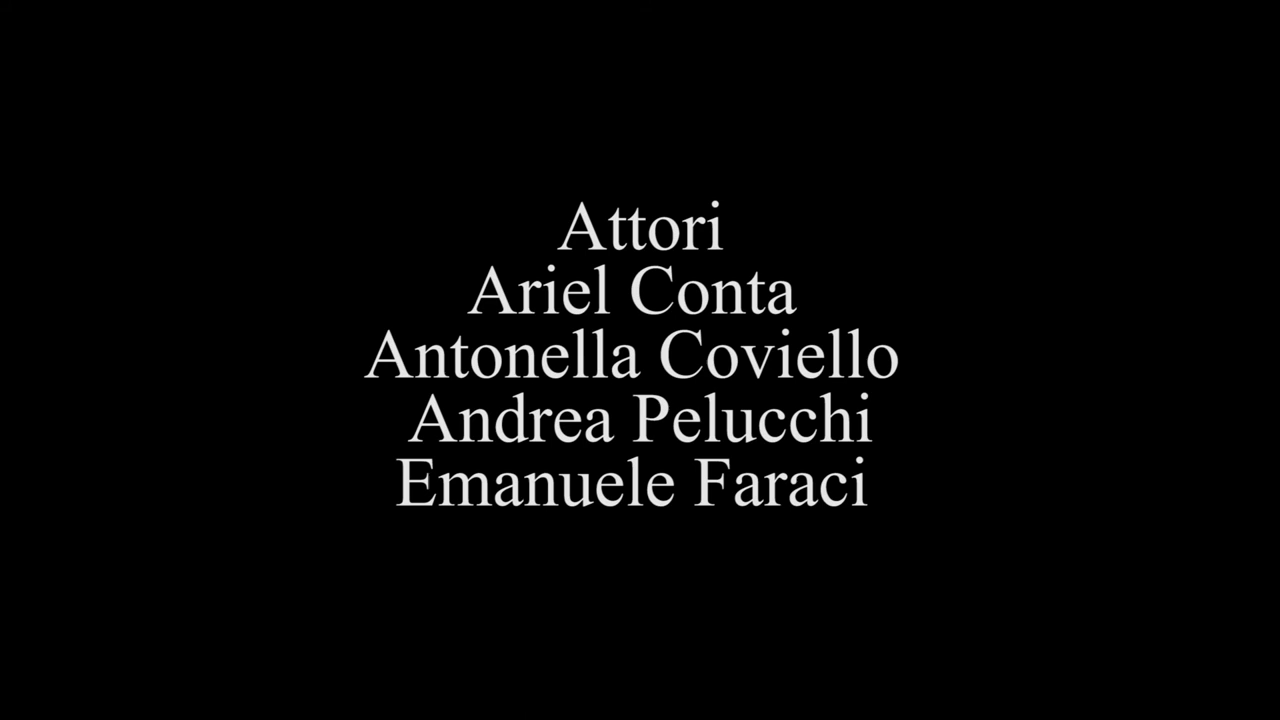 Attori
Ariel Conta
Antonella Coviello
Andrea Pelucchi
Emanuele Faraci